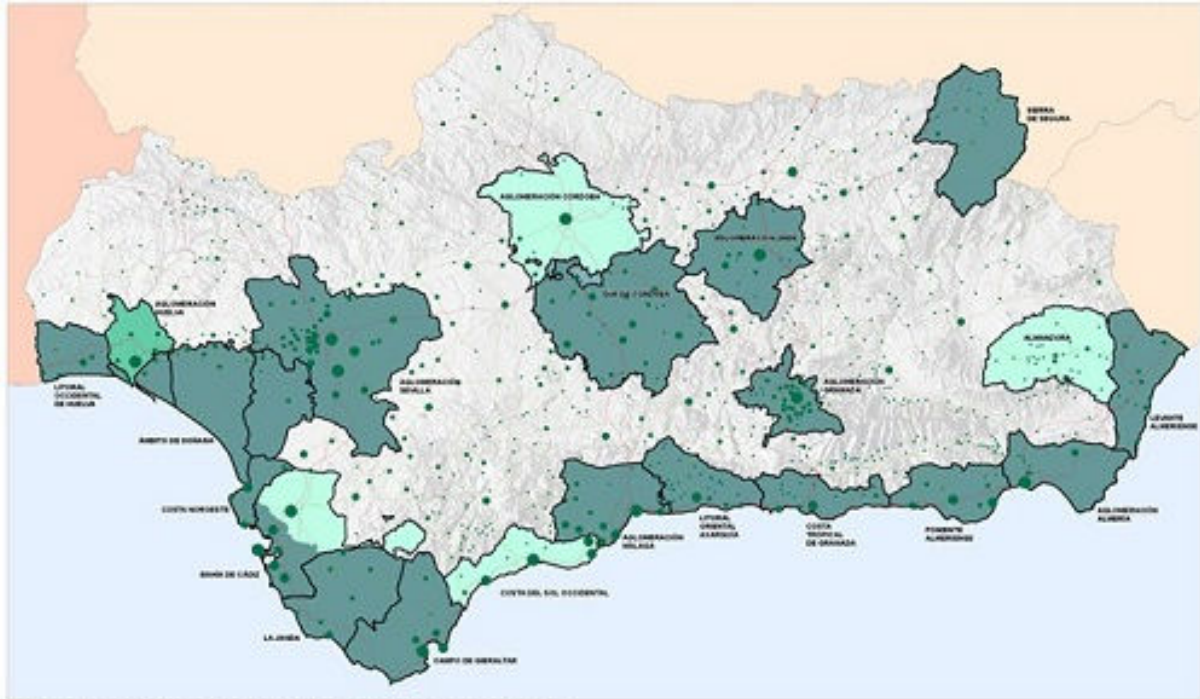 SIERRA
DE SEGURA
AGLOMERACIÓN CÓRDOBA
AGLOMERACIÓN
HUELVA
ALMANZORA
LITORAL
OCCIDENTAL
DE HUELVA
AGLOMERACIÓN
SEVILLA
AGLOMERACIÓN
GRANADA
LEVANTE
ALMERIENSE
ÁMBITO DE DOÑANA
COSTA NOROESTE
AGLOMERACIÓN
MÁLAGA
LITORAL
ORIENTAL
AXARQUÍA
COSTA
TROPICAL
DE GRANADA
PONIENTE
ALMERIENSE
AGLOMERACIÓN
ALMERÍA
BAHÍA DE CÁDIZ
COSTA DEL SOL OCCIDENTAL
LA JANDA
CAMPO DE GIBRALTAR